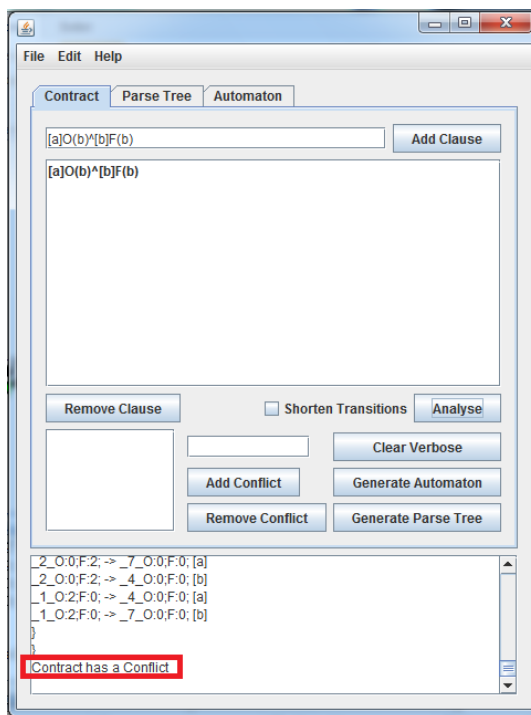 File Edit Help
Contract Parse Tree Automaton
[a]O(b)^[b]F(b) Add Clause
[a]O(b)^[b]F(b)
Remove Clause Shorten Transitions Analyse
Clear Verbose
Add Conflict Generate Automaton
Remove Conflict Generate Parse Tree
_2_O:0;F:2; -> _7_O:0;F:0; [a]
_2_O:0;F:2; -> _4_O:0;F:0; [b]
_1_O:2;F:0; -> _4_O:0;F:0; [a]
_1_O:2;F:0; -> _7_O:0;F:0; [b]
}
}
Contract has a Conflict